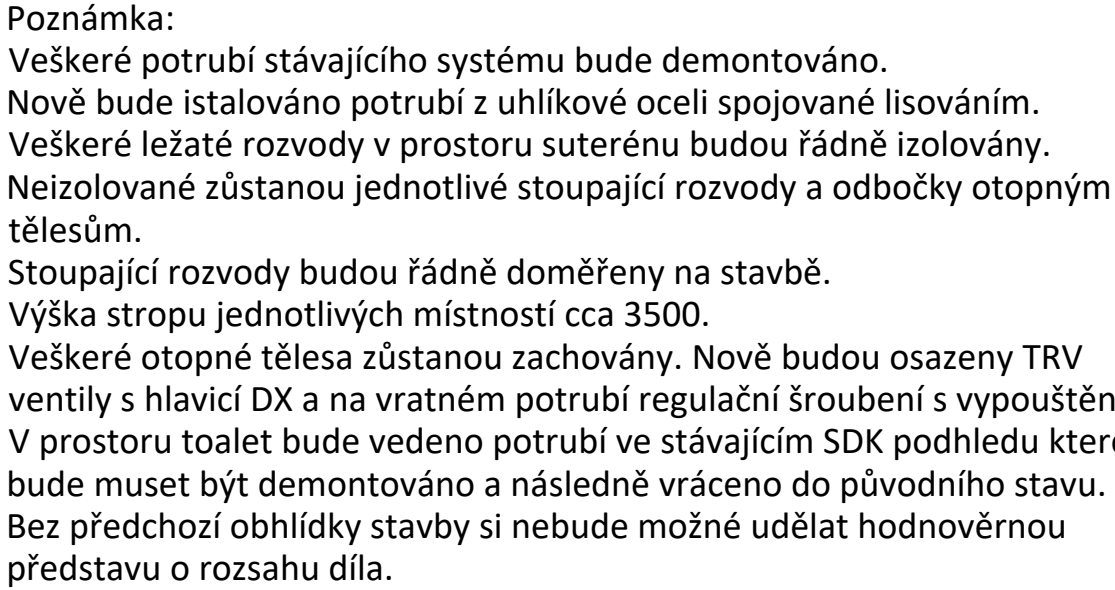 Poznámka:
Veškeré potrubí stávajícího systému bude demontováno.
Nově bude istalováno potrubí z uhlíkové oceli spojované lisováním.
Veškeré ležaté rozvody v prostoru suterénu budou řádně izolovány.
Neizolované zůstanou jednotlivé stoupající rozvody a odbočky otopným
tělesům.
Stoupající rozvody budou řádně doměřeny na stavbě.
Výška stropu jednotlivých místností cca 3500.
Veškeré otopné tělesa zůstanou zachovány. Nově budou osazeny TRV
ventily s hlavicí DX a na vratném potrubí regulační šroubení s vypouštěn
V prostoru toalet bude vedeno potrubí ve stávajícím SDK podhledu kter
bude muset být demontováno a následně vráceno do původního stavu.
Bez předchozí obhlídky stavby si nebude možné udělat hodnověrnou
představu o rozsahu díla.